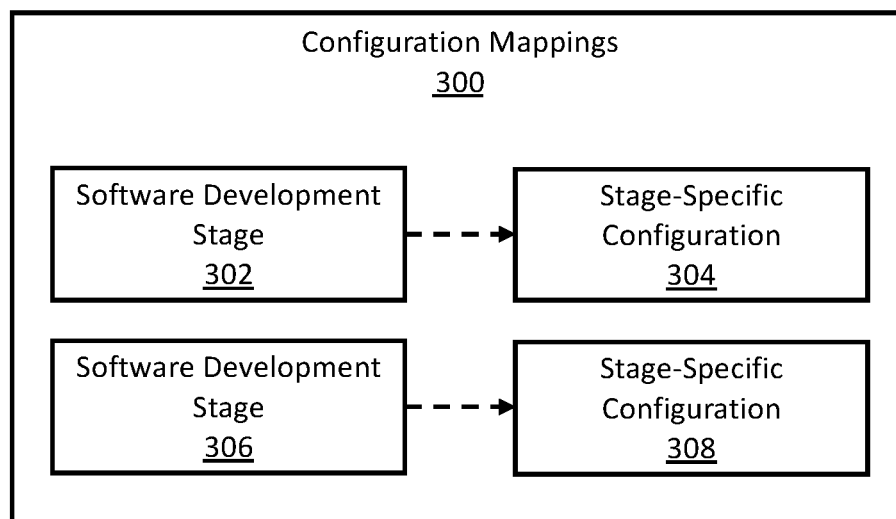 Configuration Mappings
300
Software Development
Stage
302
Stage-Specific
Configuration
304
Software Development
Stage
306
Stage-Specific
Configuration
308